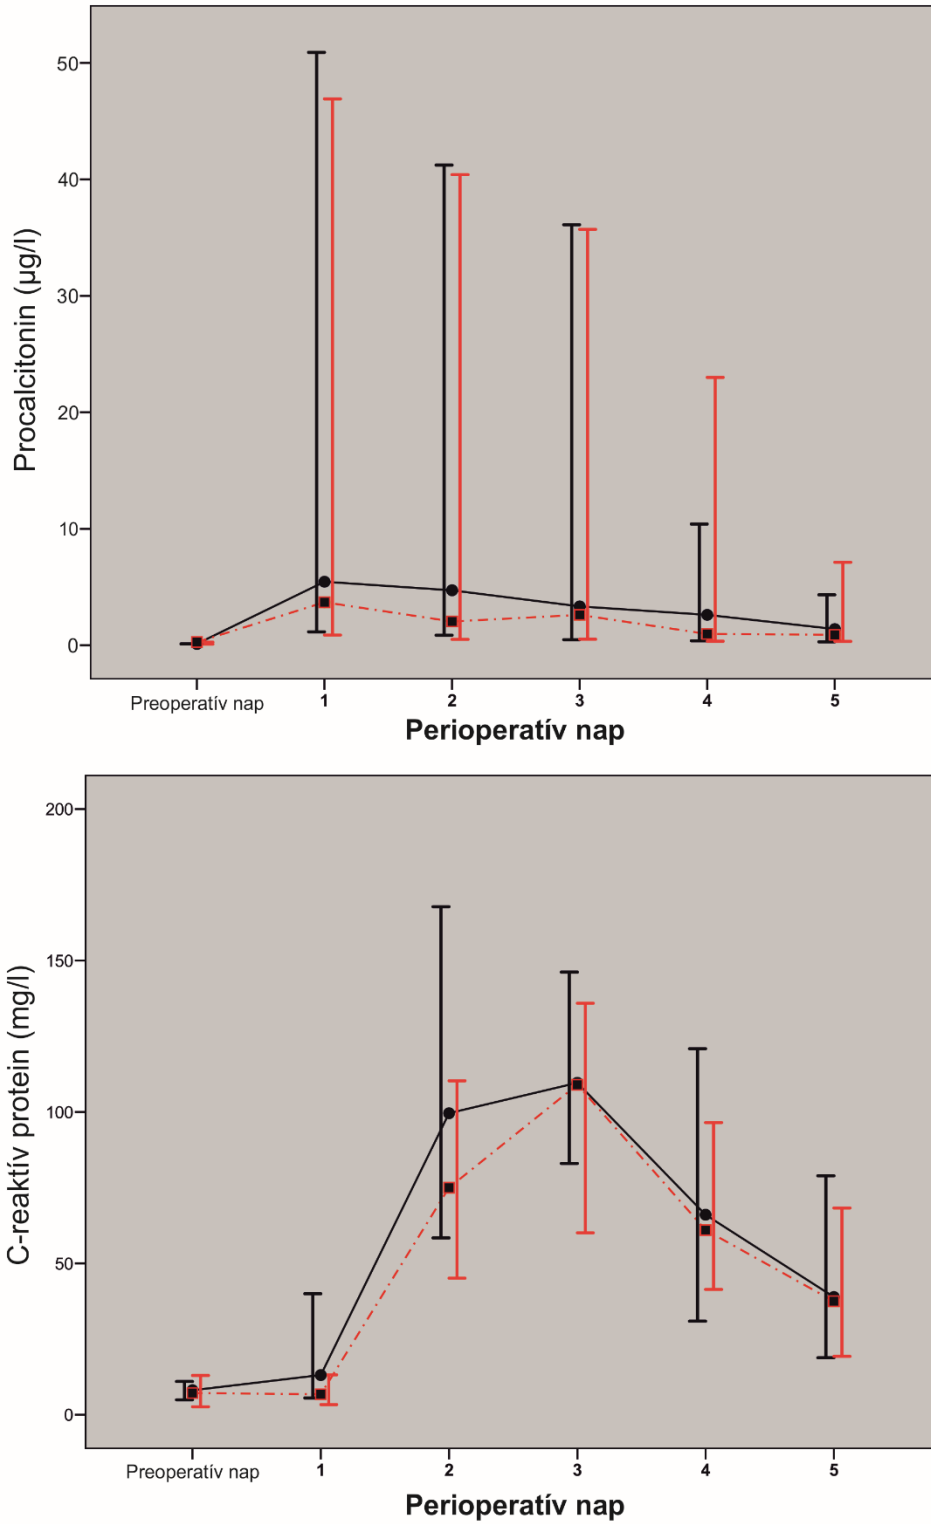 Procalcitonin (µg/l)
50
40
30
20
10
0
Preoperatív nap 1 2 3 4 5
Perioperatív nap
C-reaktív protein (mg/l)
200
150
100
50
0
Preoperatív nap 1 2 3 4 5
Perioperatív nap